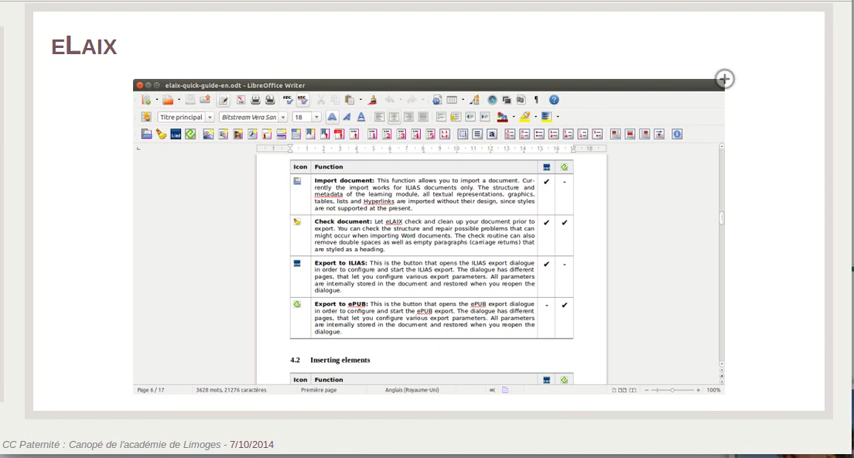 ELAIX
elaix-quick-guide-en.odt - LibreOffice Writer
Titre principal
Bitstream Vera San
18
Icon Function
Import document: This function allows you to import a document. Cur-
rently the import works for ILIAS documents only. The structure and
metadata of the learning module, all textual representations, graphics,
tables, lists and Hyperlinks are imported without their design, since styles
are not supported at the present.
✔ -
Check document: Let eLAIX check and clean up your document prior to
export. You can check the structure and repair possible problems that can
might occur when importing Word documents. The check routine can also
remove double spaces as well as empty paragraphs (carriage returns) that
are styled as a heading.
✔ ✔
Export to ILIAS: This is the button that opens the ILIAS export dialogue
in order to configure and start the ILIAS export. The dialogue has different
pages, that let you configure various export parameters. All parameters
are internally stored in the document and restored when you reopen the
dialogue.
✔ -
Export to ePUB: This is the button that opens the ePUB export dialogue
in order to configure and start the ePUB export. The dialogue has different
pages, that let you configure various export parameters. All parameters
are internally stored in the document and restored when you reopen the
dialogue.
- ✔
4.2 Inserting elements
Icon Function
Page 6 / 17 3628 mots, 21276 caractères Première page Anglais (Royaume-Uni) 100%
CC Paternité : Canopé de l'académie de Limoges - 7/10/2014